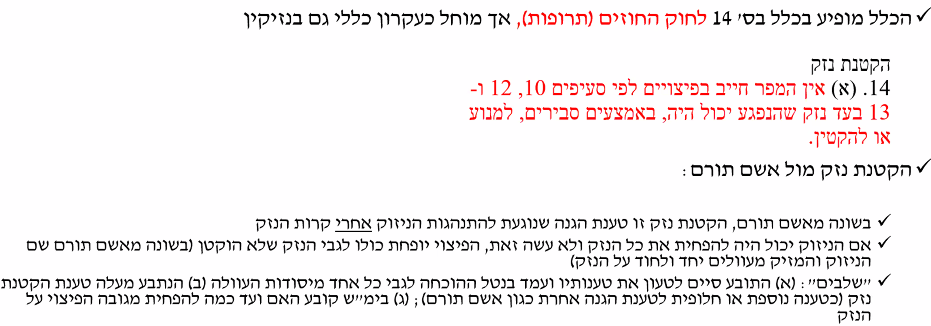 ✓ הכלל מופיע בכלל בס׳ 14 לחוק החוזים (תרופות), אך מוחל כעקרון כללי גם בנזיקין
הקטנת נזק
14. (א) אין המפר חייב בפיצויים לפי סעיפים 10, 12 ו-
13 בעד נזק שהנפגע יכול היה, באמצעים סבירים, למנוע
או להקטין.
✓ הקטנת נזק מול אשם תורם :
✓ בשונה מאשם תורם, הקטנת נזק זו טענת הגנה שנוגעת להתנהגות הניזוק אחרי קרות הנזק
✓ אם הניזוק יכול היה להפחית את כל הנזק ולא עשה זאת, הפיצוי יופחת כולו לגבי הנזק שלא הוקטן (בשונה מאשם תורם שם
הניזוק והמזיק מעוולים יחד ולחוד על הנזק)
✓ ״שלבים״ : (א) התובע סיים לטעון את טענותיו ועמד בנטל ההוכחה לגבי כל אחד מיסודות העוולה (ב) הנתבע מעלה טענת הקטנת
נזק (כטענה נוספת או חלופית לטענת הגנה אחרת כגון אשם תורם) ; (ג) בימ״ש קובע האם ועד כמה להפחית מגובה הפיצוי על
הנזק